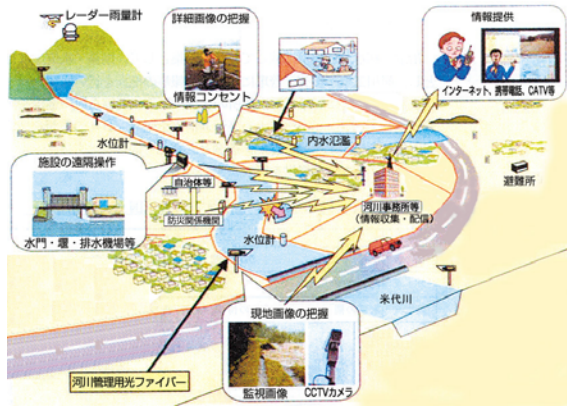 レーダー雨量計
詳細画像の把握
情報コンセント
情報提供
インターネット、携帯電話、CATV等
水位計
内水氾濫
施設の遠隔操作
水門・堰・排水機場等
自治体等
防災関係機関
河川事務所等
(情報収集・配信)
避難所
水位計
米代川
現地画像の把握
監視画像
CCTVカメラ
河川管理用光ファイバー